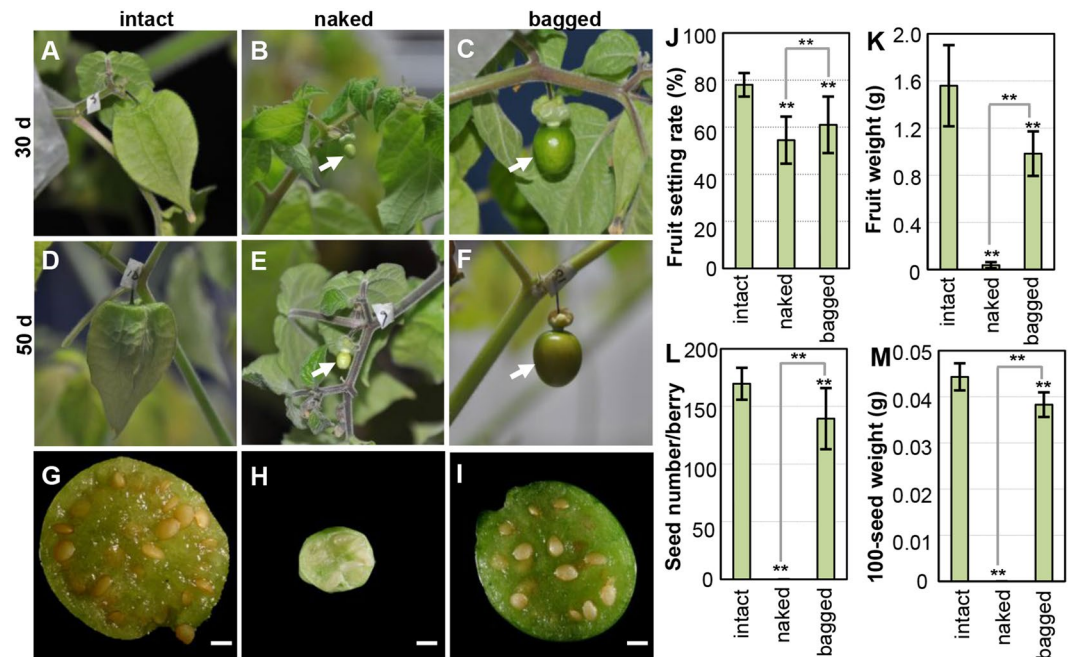 intact naked bagged
30 d
50 d
A
B
C
D
E
F
G
H
I
J
Fruit setting rate (%)
100
80
60
40
20
0
**
**
**
intact
naked
bagged
K
Fruit weight (g)
2.0
1.6
1.2
0.8
0.4
0
**
**
**
intact
naked
bagged
L
Seed number/berry
200
150
100
50
0
**
**
**
intact
naked
bagged
M
100-seed weight (g)
0.05
0.04
0.03
0.02
0.01
0
**
**
**
intact
naked
bagged